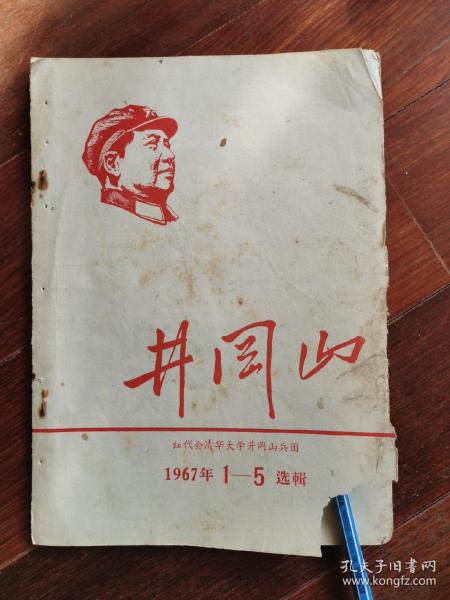 井冈山
红代会清华大学井冈山兵团
1967年 1—5 选輯
孔夫子旧书网
www.kongfz.com